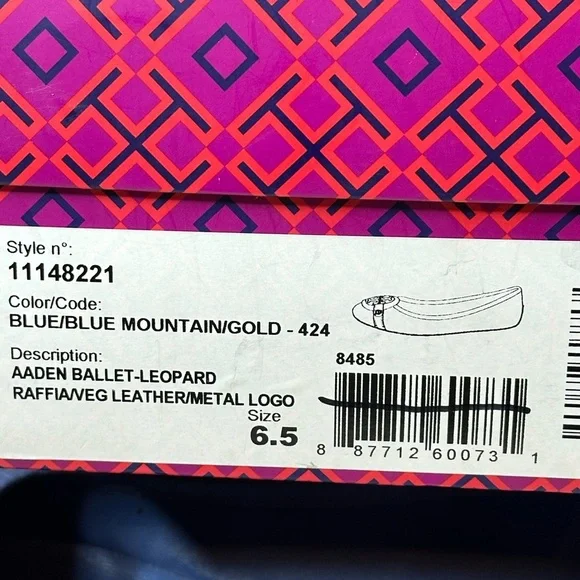 Style n°:
11148221
Color/Code:
BLUE/BLUE MOUNTAIN/GOLD - 424
Description:
AADEN BALLET-LEOPARD
RAFFIA/VEG LEATHER/METAL LOGO
Size
6.5
8485
8 87712 60073 1